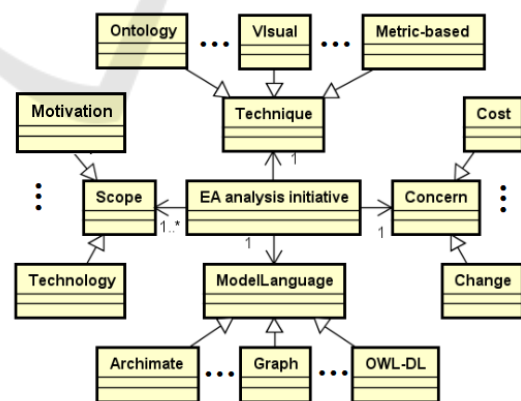 Ontology ••• VIsual ••• Metric-based
Motivation Technique Cost
1
Scope EA analysis initiative Concern
1..* 1 1
Technology ModelLanguage Change
Archimate ••• Graph ••• OWL-DL